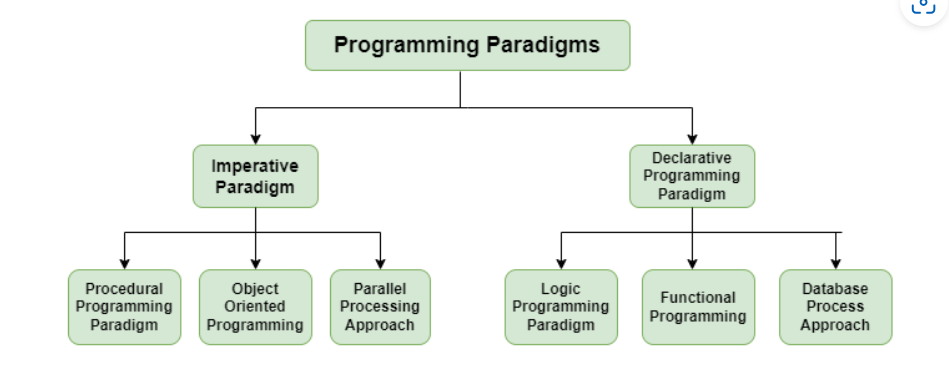 Programming Paradigms
Imperative
Paradigm
Declarative
Programming
Paradigm
Procedural
Programming
Paradigm
Object
Oriented
Programming
Parallel
Processing
Approach
Logic
Programming
Paradigm
Functional
Programming
Database
Process
Approach